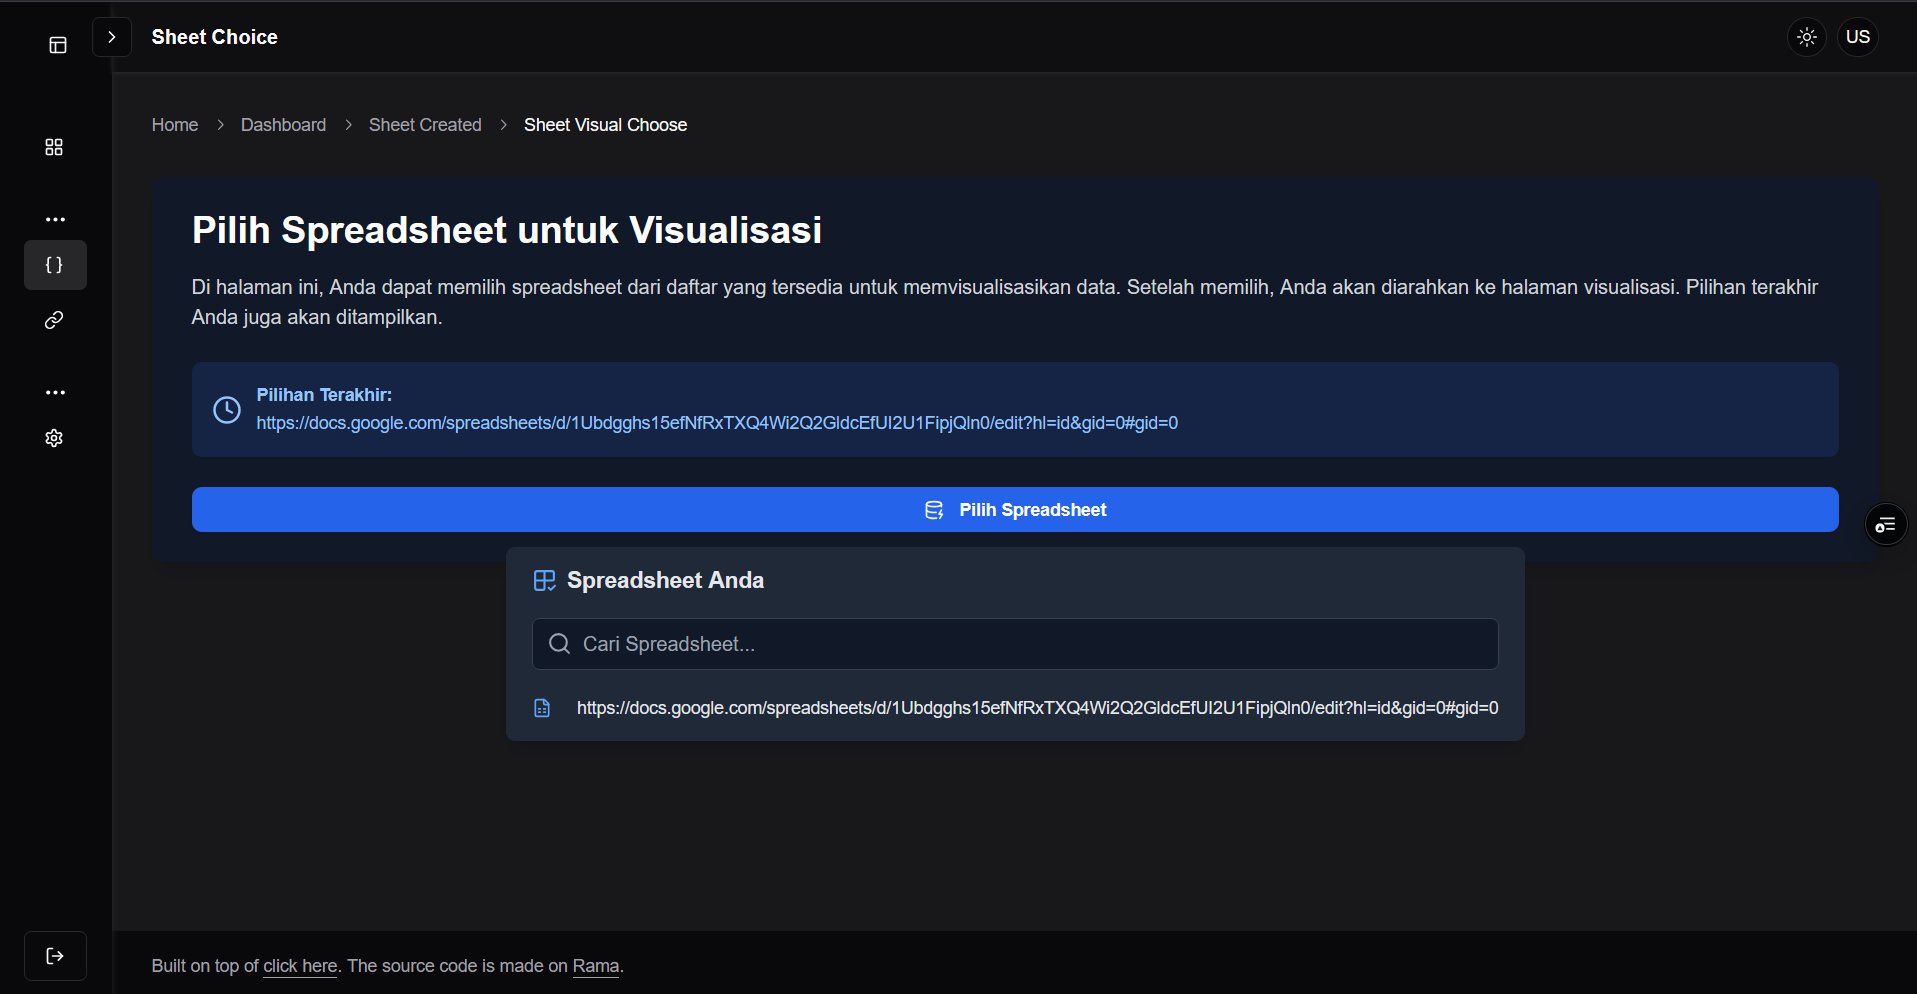 Sheet Choice
US
Home
Dashboard
Sheet Created
Sheet Visual Choose
Pilih Spreadsheet untuk Visualisasi
Di halaman ini, Anda dapat memilih spreadsheet dari daftar yang tersedia untuk memvisualisasikan data. Setelah memilih, Anda akan diarahkan ke halaman visualisasi. Pilihan terakhir
Anda juga akan ditampilkan.
Pilihan Terakhir:
https://docs.google.com/spreadsheets/d/1Ubdgghs15efNfRxTXQ4Wi2Q2GldcEfUI2U1FipjQln0/edit?hl=id&gid=0#gid=0
Pilih Spreadsheet
Spreadsheet Anda
Cari Spreadsheet...
https://docs.google.com/spreadsheets/d/1Ubdgghs15efNfRxTXQ4Wi2Q2GldcEfUI2U1FipjQln0/edit?hl=id&gid=0#gid=0
Built on top of click here. The source code is made on Rama.